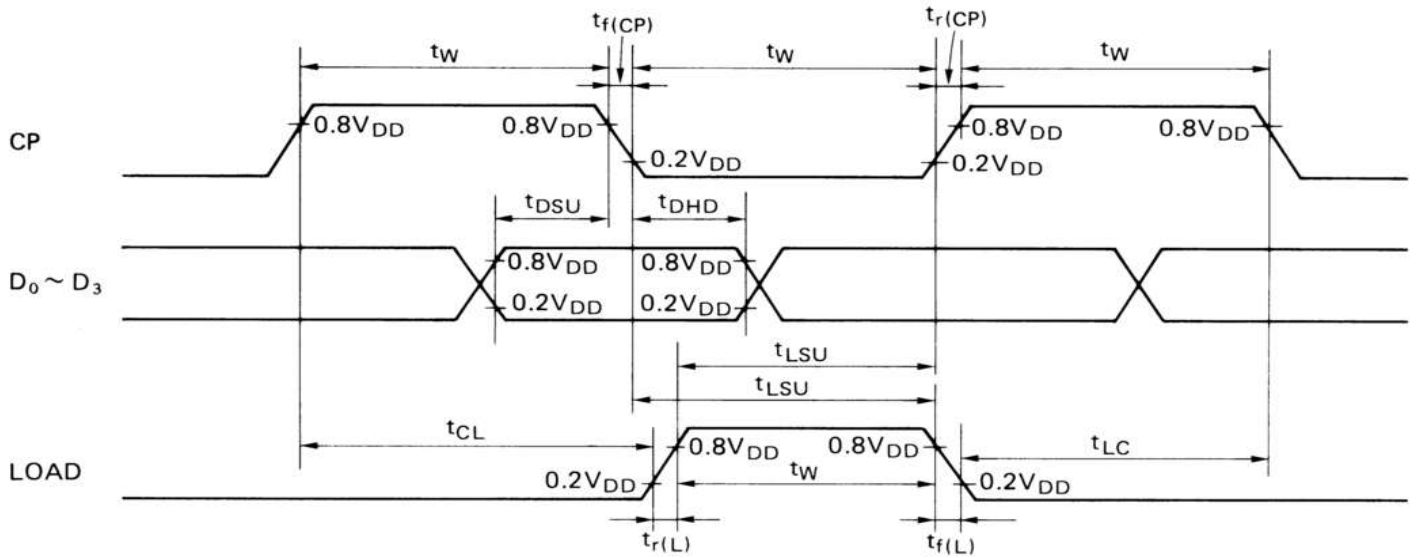 tf(CP)
tr(CP)
tW
tW
tW
CP
0.8VDD
0.8VDD
0.2VDD
0.8VDD
0.2VDD
0.8VDD
tDSU
tDHD
D₀ ~ D₃
0.8VDD
0.8VDD
0.2VDD
0.2VDD
tLSU
tLSU
tCL
tLC
LOAD
0.8VDD
0.8VDD
0.2VDD
tW
0.2VDD
tr(L)
tf(L)